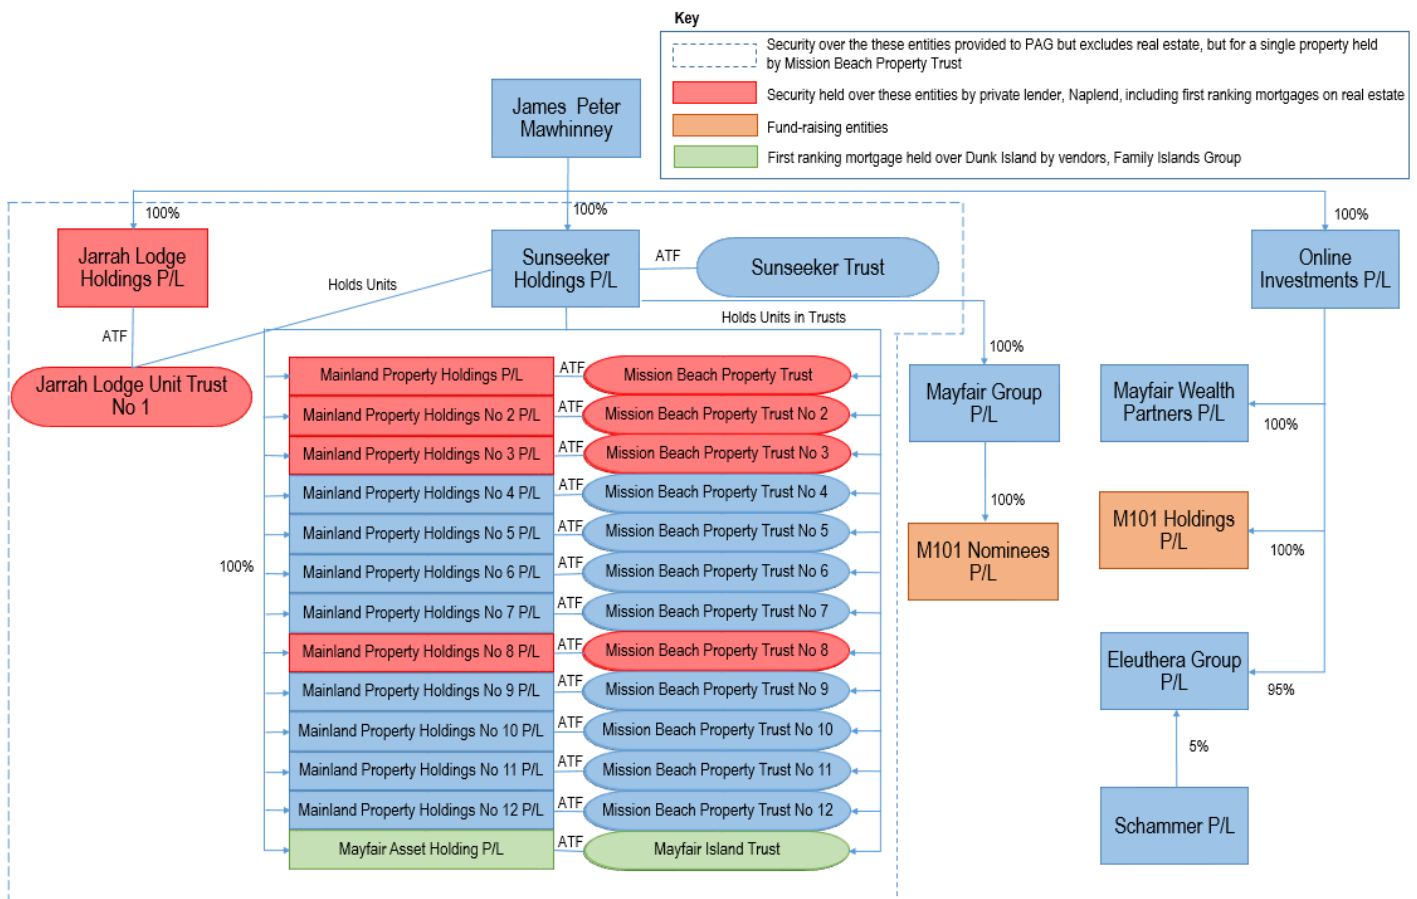 Key
Security over the these entities provided to PAG but excludes real estate, but for a single property held
by Mission Beach Property Trust
Security held over these entities by private lender, Naplend, including first ranking mortgages on real estate
Fund-raising entities
First ranking mortgage held over Dunk Island by vendors, Family Islands Group
James Peter
Mawhinney
100%
100%
100%
Jarrah Lodge
Holdings P/L
Sunseeker
Holdings P/L
ATF
Sunseeker Trust
Online
Investments P/L
Holds Units
ATF
Holds Units in Trusts
100%
Jarrah Lodge Unit Trust
No 1
Mainland Property Holdings P/L
ATF
Mission Beach Property Trust
Mainland Property Holdings No 2 P/L
ATF
Mission Beach Property Trust No 2
Mainland Property Holdings No 3 P/L
ATF
Mission Beach Property Trust No 3
Mainland Property Holdings No 4 P/L
ATF
Mission Beach Property Trust No 4
Mainland Property Holdings No 5 P/L
ATF
Mission Beach Property Trust No 5
Mainland Property Holdings No 6 P/L
ATF
Mission Beach Property Trust No 6
Mainland Property Holdings No 7 P/L
ATF
Mission Beach Property Trust No 7
Mainland Property Holdings No 8 P/L
ATF
Mission Beach Property Trust No 8
Mainland Property Holdings No 9 P/L
ATF
Mission Beach Property Trust No 9
Mainland Property Holdings No 10 P/L
ATF
Mission Beach Property Trust No 10
Mainland Property Holdings No 11 P/L
ATF
Mission Beach Property Trust No 11
Mainland Property Holdings No 12 P/L
ATF
Mission Beach Property Trust No 12
Mayfair Asset Holding P/L
ATF
Mayfair Island Trust
100%
Mayfair Group
P/L
100%
M101 Nominees
P/L
Mayfair Wealth
Partners P/L
100%
M101 Holdings
P/L
100%
Eleuthera Group
P/L
95%
5%
Schammer P/L